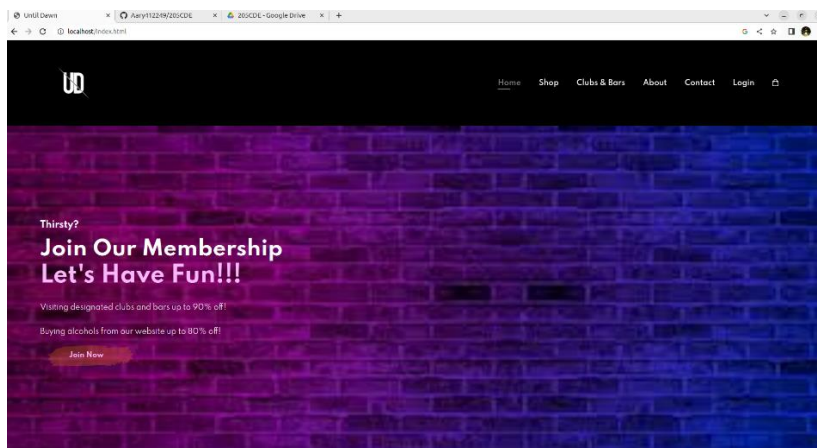 Until Dawn
Aary112249/205CDE
205CDE - Google Drive
localhost/index.html
UD
Home
Shop
Clubs & Bars
About
Contact
Login
Thirsty?
Join Our Membership
Let's Have Fun!!!
Visiting designated clubs and bars up to 90% off!
Buying alcohols from our website up to 80% off!
Join Now